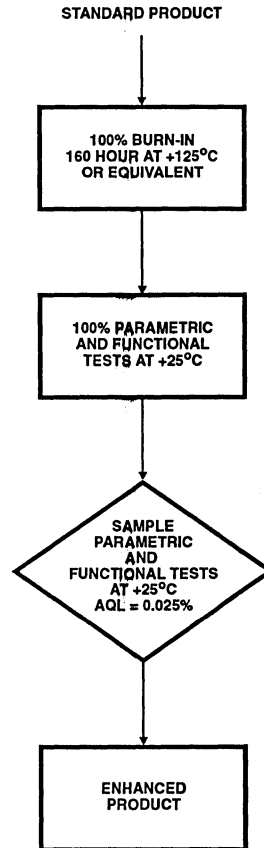 STANDARD PRODUCT
100% BURN-IN
160 HOUR AT +125°C
OR EQUIVALENT
100% PARAMETRIC
AND FUNCTIONAL
TESTS AT +25°C
SAMPLE
PARAMETRIC
AND
FUNCTIONAL TESTS
AT +25°C
AQL = 0.025%
ENHANCED
PRODUCT